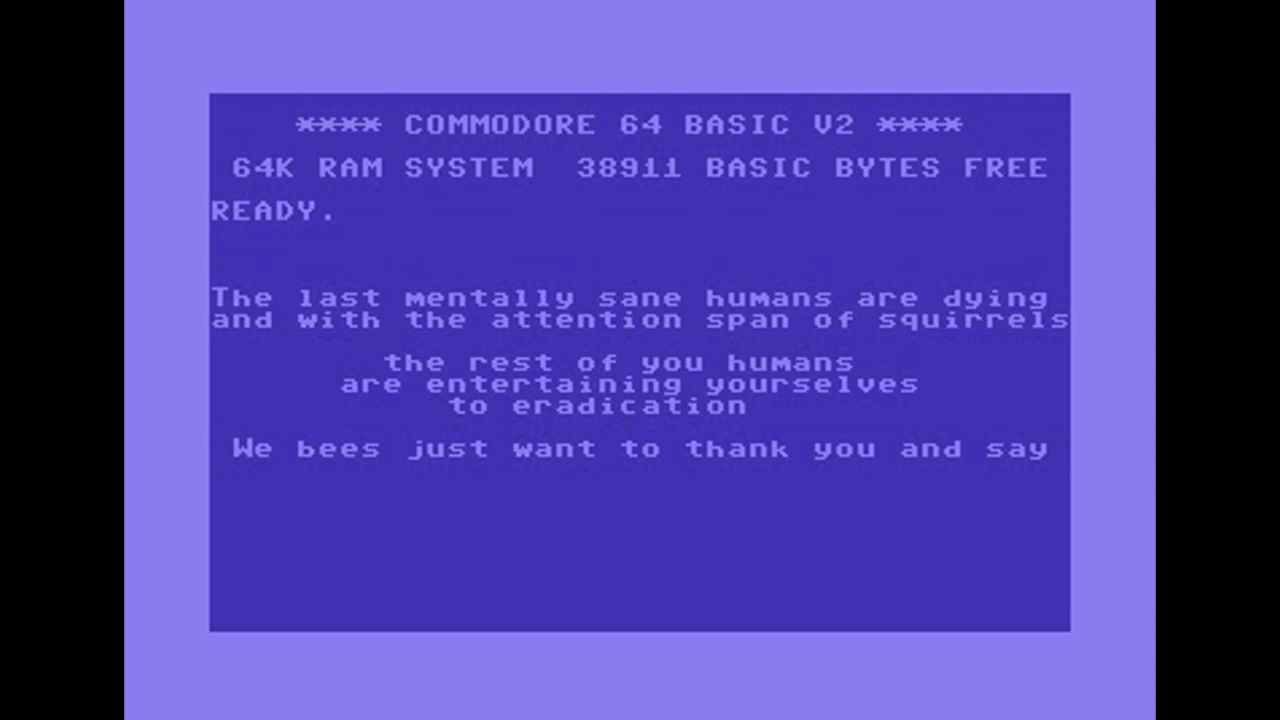 **** COMMODORE 64 BASIC V2 ****
64K RAM SYSTEM  38911 BASIC BYTES FREE
READY.
The last mentally sane humans are dying
and with the attention span of squirrels
the rest of you humans
are entertaining yourselves
to eradication
We bees just want to thank you and say